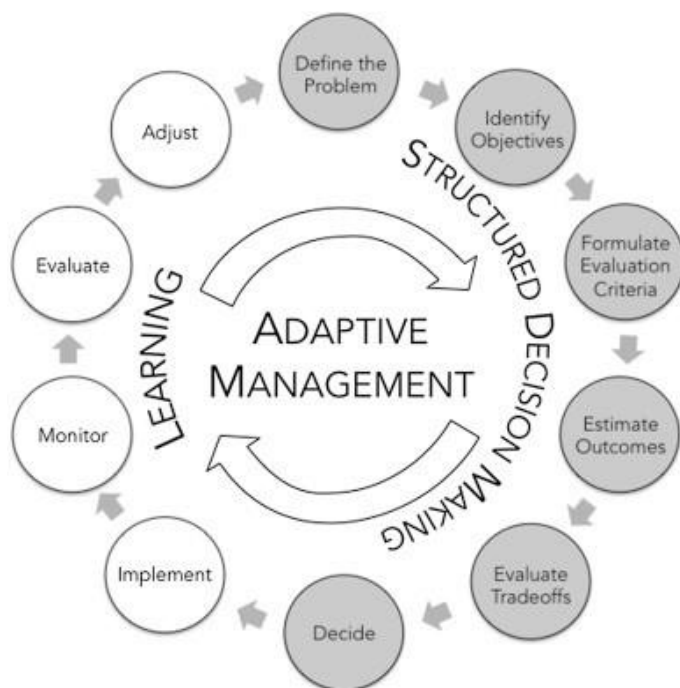 Define the
Problem
Identify
Objectives
Formulate
Evaluation
Criteria
Estimate
Outcomes
Evaluate
Tradeoffs
Decide
Implement
Monitor
Evaluate
Adjust
STRUCTURED DECISION MAKING
LEARNING
ADAPTIVE
MANAGEMENT